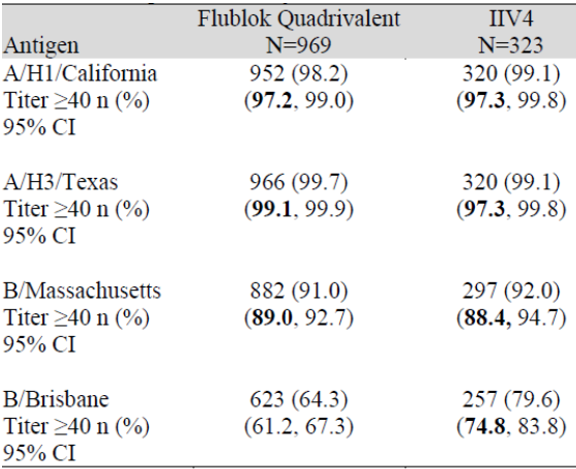 Flublok Quadrivalent IIV4
Antigen N=969 N=323
A/H1/California 952 (98.2) 320 (99.1)
Titer ≥40 n (%) (97.2, 99.0) (97.3, 99.8)
95% CI
A/H3/Texas 966 (99.7) 320 (99.1)
Titer ≥40 n (%) (99.1, 99.9) (97.3, 99.8)
95% CI
B/Massachusetts 882 (91.0) 297 (92.0)
Titer ≥40 n (%) (89.0, 92.7) (88.4, 94.7)
95% CI
B/Brisbane 623 (64.3) 257 (79.6)
Titer ≥40 n (%) (61.2, 67.3) (74.8, 83.8)
95% CI